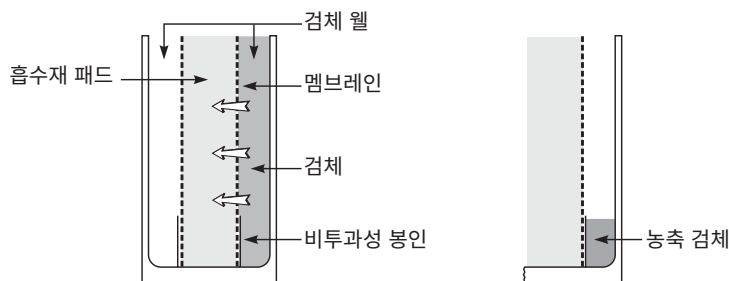 검체 웰
흡수재 패드
멤브레인
검체
비투과성 봉인
농축 검체